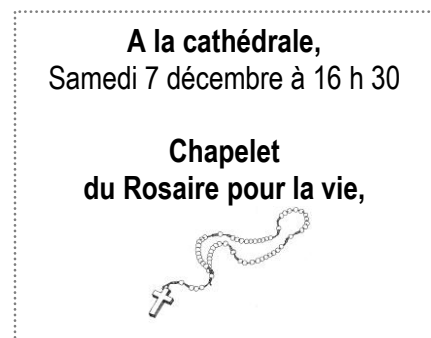 A la cathédrale,
Samedi 7 décembre à 16 h 30
Chapelet
du Rosaire pour la vie,